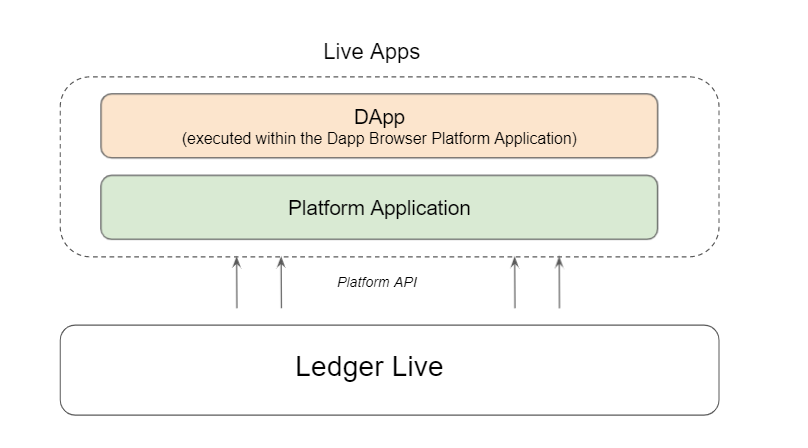 Live Apps
DApp
(executed within the Dapp Browser Platform Application)
Platform Application
Platform API
Ledger Live